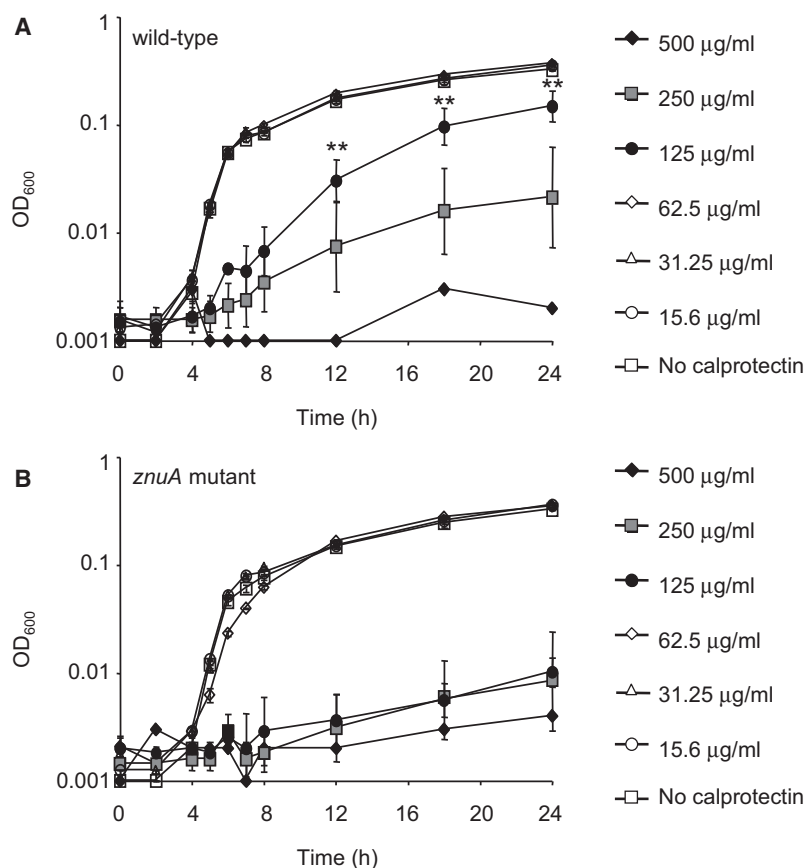 A
wild-type
1
0.1
0.01
0.001
OD600
**
**
**
0 4 8 12 16 20 24
Time (h)
500 µg/ml
250 µg/ml
125 µg/ml
62.5 µg/ml
31.25 µg/ml
15.6 µg/ml
No calprotectin
B
znuA mutant
1
0.1
0.01
0.001
OD600
0 4 8 12 16 20 24
Time (h)
500 µg/ml
250 µg/ml
125 µg/ml
62.5 µg/ml
31.25 µg/ml
15.6 µg/ml
No calprotectin